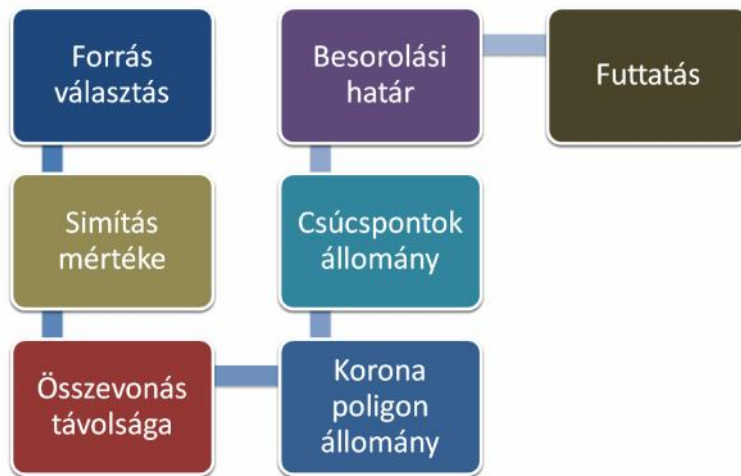 Forrás
választás
Simítás
mértéke
Összevonás
távolsága
Korona
poligon
állomány
Csúcspontok
állomány
Besorolási
határ
Futtatás